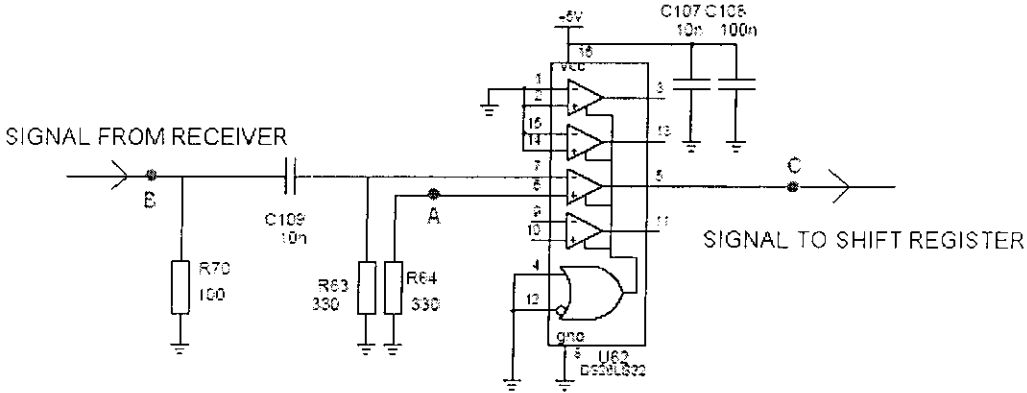 C107 C108
10n 100n
16
Vcc
1
2
3
15
14
13
SIGNAL FROM RECEIVER
7
6
5
B
A
C
C109
10n
9
10
11
SIGNAL TO SHIFT REGISTER
R70
100
R63
330
R64
330
4
12
gnd
8
U62